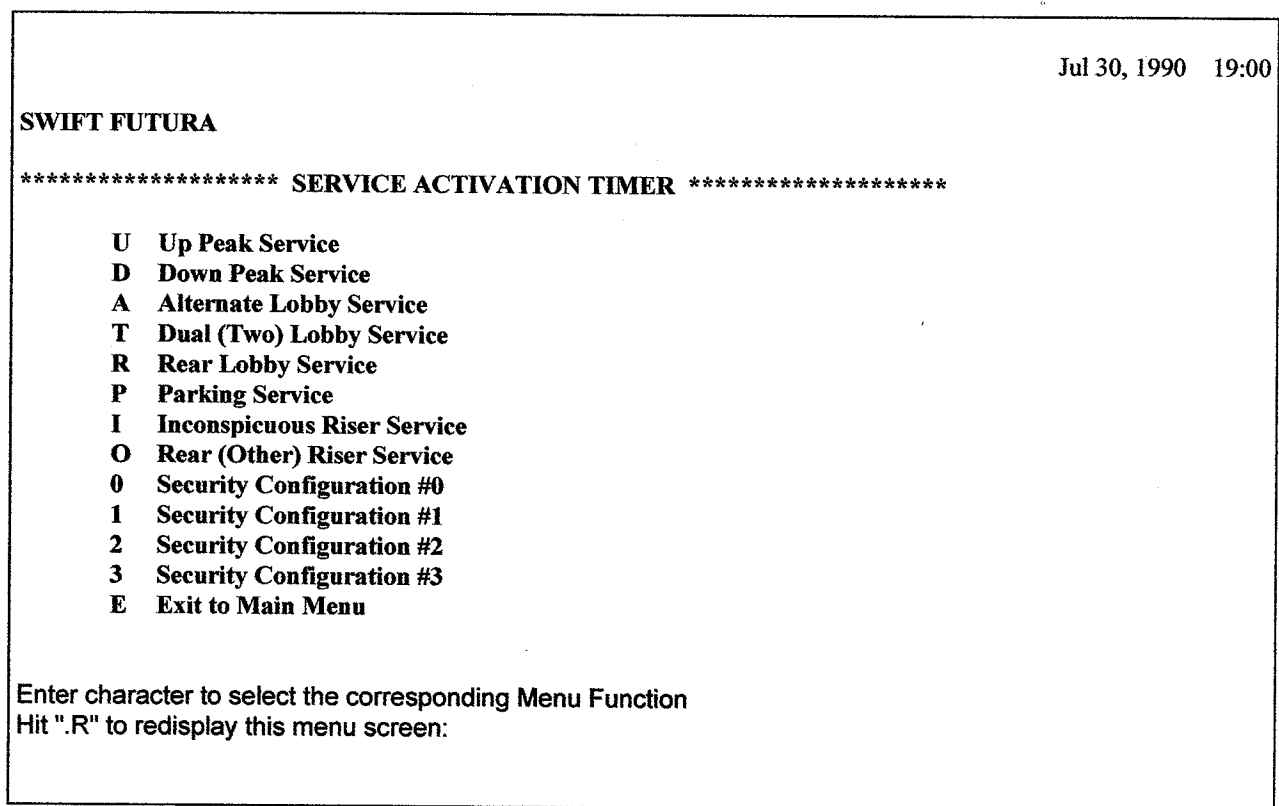 Jul 30, 1990 19:00
SWIFT FUTURA
******************** SERVICE ACTIVATION TIMER ********************
U Up Peak Service
D Down Peak Service
A Alternate Lobby Service
T Dual (Two) Lobby Service
R Rear Lobby Service
P Parking Service
I Inconspicuous Riser Service
O Rear (Other) Riser Service
0 Security Configuration #0
1 Security Configuration #1
2 Security Configuration #2
3 Security Configuration #3
E Exit to Main Menu
Enter character to select the corresponding Menu Function
Hit ".R" to redisplay this menu screen: